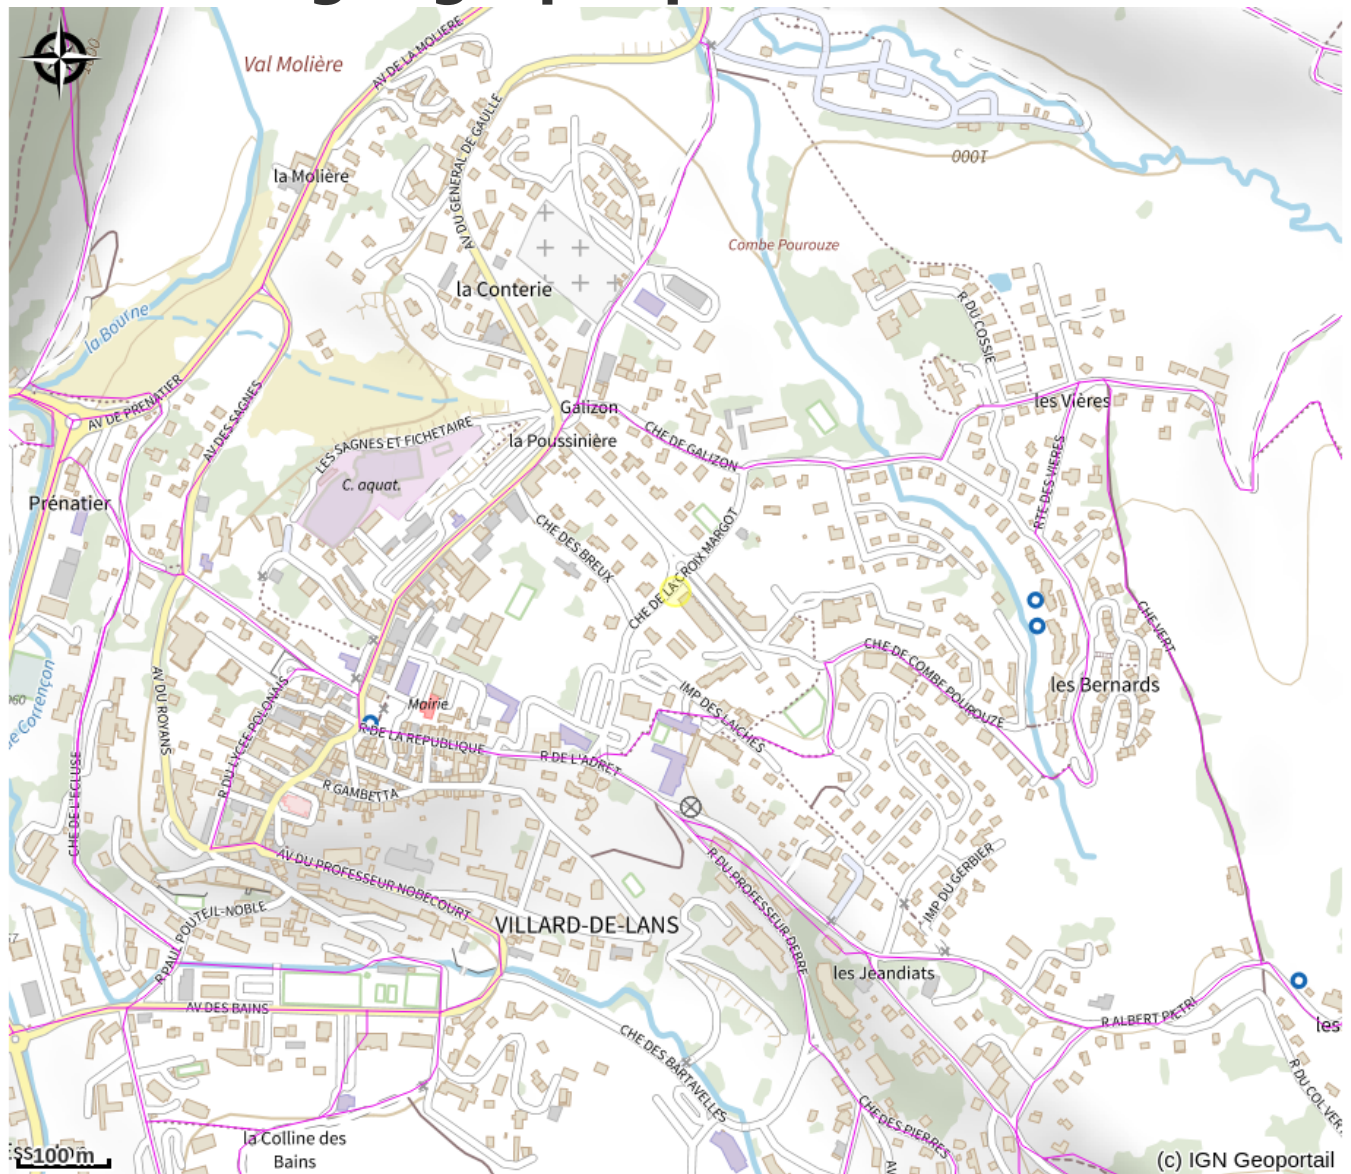 AV DE LA MOLIERE
Val Molière
AV DU GENERAL DE GAULLE
la Molière
1000
Combe Pourouze
la Conterie
la Bourne
R DU COSSIE
AV DE PRENATIER
AV DES SAGNES
Galizon
les Vières
LES SAGNES ET FICHETAIRE
la Poussinière
CHE DE GALIZON
C. aquat.
Prénatier
RTE DES VIERES
CHE DES BREUX
CHE DE LA CROIX MARGOT
CHE VERT
CHE DE COMBE POUROUZE
les Bernards
AV DU ROYANS
R DU LYCEE POLONAIS
Mairie
IMP DES LAICHES
R DE LA REPUBLIQUE
R DE L'ADRET
R GAMBETTA
CHE DE L'ECLUSE
AV DU PROFESSEUR NOBECOURT
R DU PROFESSEUR DEBRE
IMP DU GERBIER
R PAUL POUTEIL-NOBLE
VILLARD-DE-LANS
les Jeandiats
AV DES BAINS
R ALBERT PIETRI
les
CHE DES BARTAVELLES
R DU COL VERT
CHE DES PIERRES
la Colline des
Bains
AV
100 m
(c) IGN Geoportail